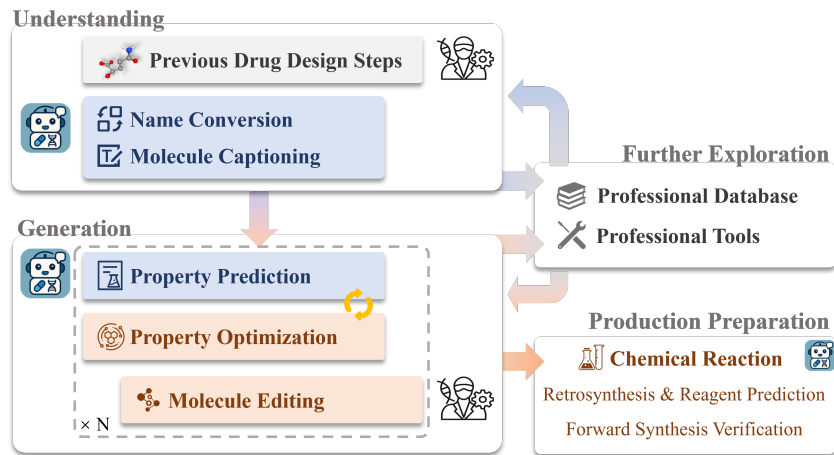 Understanding
Previous Drug Design Steps
Name Conversion
Molecule Captioning
Further Exploration
Professional Database
Professional Tools
Generation
Property Prediction
Property Optimization
Molecule Editing
× N
Production Preparation
Chemical Reaction
Retrosynthesis & Reagent Prediction
Forward Synthesis Verification